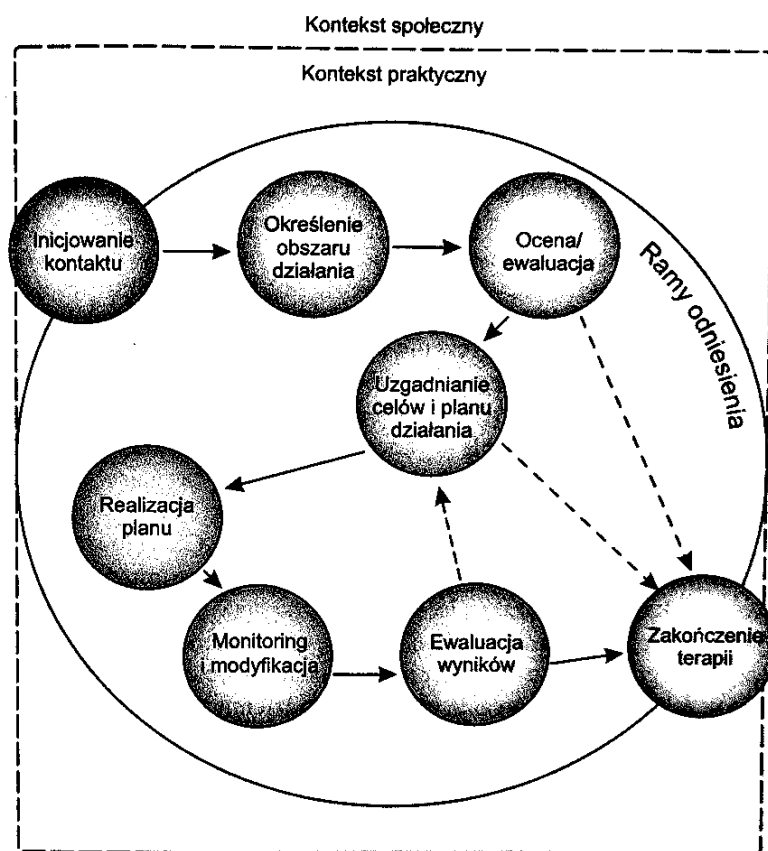 Kontekst społeczny
Kontekst praktyczny
Inicjowanie
kontaktu
Określenie
obszaru
działania
Ocena/
ewaluacja
Ramy odniesienia
Uzgadnianie
celów i planu
działania
Realizacja
planu
Monitoring
i modyfikacja
Ewaluacja
wyników
Zakończenie
terapii